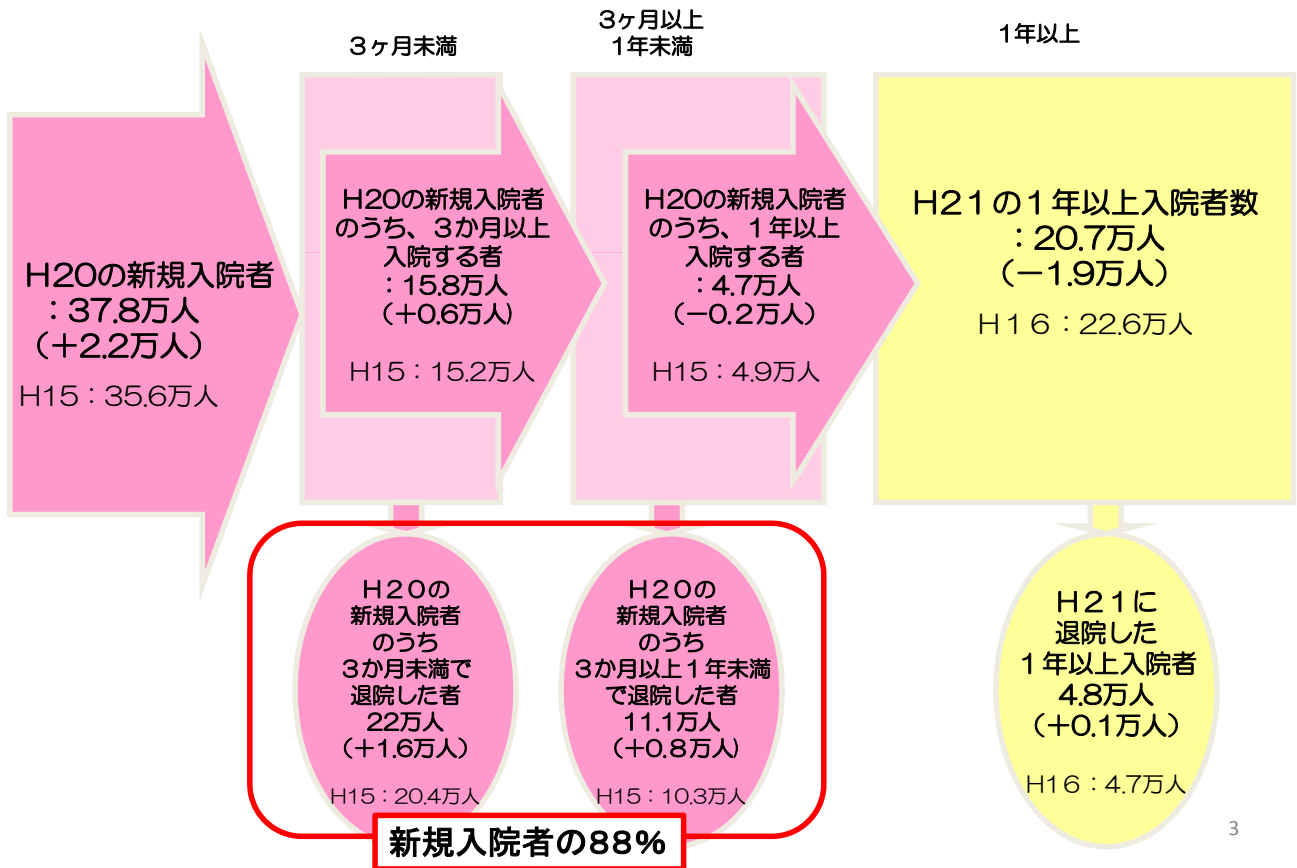 3ヶ月未満
3ヶ月以上
1年未満
1年以上
H20の新規入院者
:37.8万人
(+2.2万人)
H15:35.6万人
H20の新規入院者
のうち、3か月以上
入院する者
:15.8万人
(+0.6万人)
H15:15.2万人
H20の新規入院者
のうち、1年以上
入院する者
:4.7万人
(-0.2万人)
H15:4.9万人
H21の1年以上入院者数
:20.7万人
(-1.9万人)
H16:22.6万人
H20の
新規入院者
のうち
3か月未満で
退院した者
22万人
(+1.6万人)
H15:20.4万人
H20の
新規入院者
のうち
3か月以上1年未満
で退院した者
11.1万人
(+0.8万人)
H15:10.3万人
H21に
退院した
1年以上入院者
4.8万人
(+0.1万人)
H16:4.7万人
新規入院者の88%
3